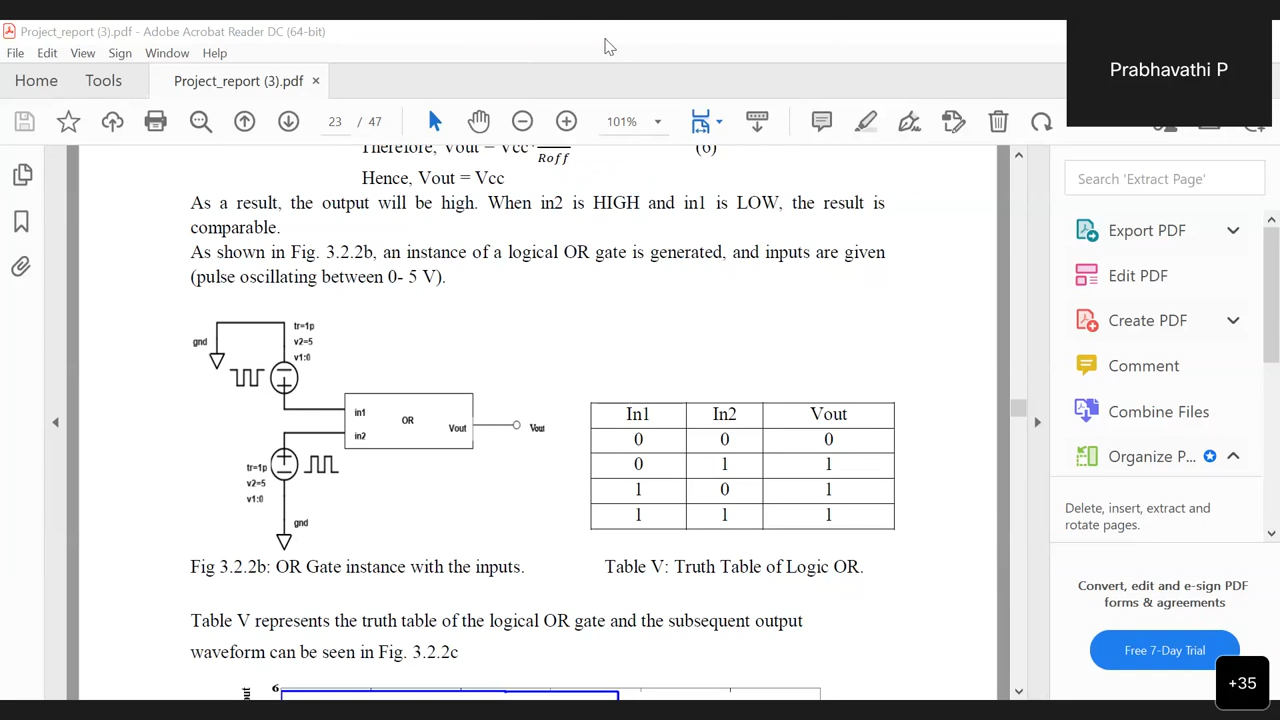 Project_report (3).pdf - Adobe Acrobat Reader DC (64-bit)
File Edit View Sign Window Help
Home Tools Project_report (3).pdf ×
23 / 47 101%
Prabhavathi P
Therefore, Vout = Vcc. (6)
Roff
Hence, Vout = Vcc
As a result, the output will be high. When in2 is HIGH and in1 is LOW, the result is
comparable.
As shown in Fig. 3.2.2b, an instance of a logical OR gate is generated, and inputs are given
(pulse oscillating between 0- 5 V).
tr=1p
gnd v2=5
v1:0
in1
OR
Vout Vout
in2
tr=1p
v2=5
v1:0
gnd
In1 In2 Vout
0 0 0
0 1 1
1 0 1
1 1 1
Fig 3.2.2b: OR Gate instance with the inputs. Table V: Truth Table of Logic OR.
Table V represents the truth table of the logical OR gate and the subsequent output
waveform can be seen in Fig. 3.2.2c
6
Search 'Extract Page'
Export PDF
Edit PDF
Create PDF
Comment
Combine Files
Organize P...
Delete, insert, extract and
rotate pages.
Convert, edit and e-sign PDF
forms & agreements
Free 7-Day Trial
+35